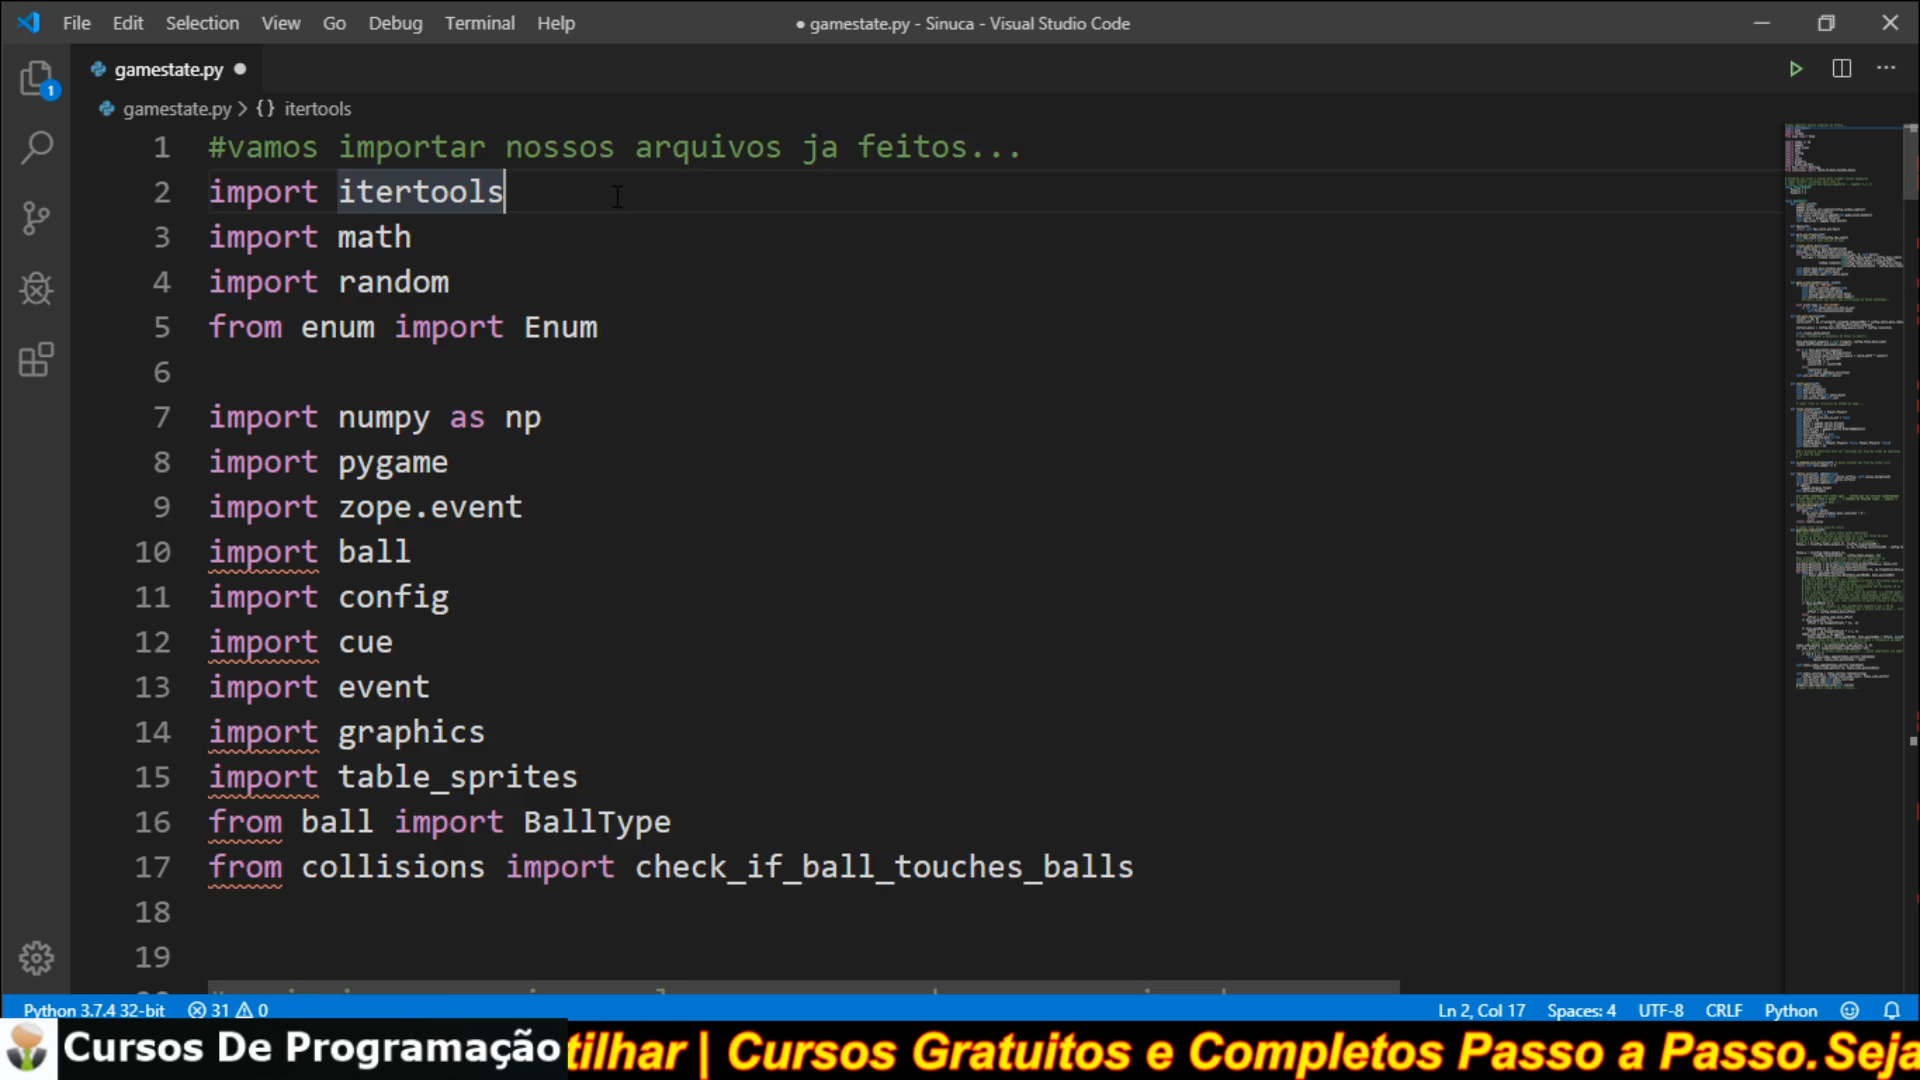 File Edit Selection View Go Debug Terminal Help
● gamestate.py - Sinuca - Visual Studio Code
gamestate.py ●
1
gamestate.py > {} itertools
1 #vamos importar nossos arquivos ja feitos...
2 import itertools
3 import math
4 import random
5 from enum import Enum
6
7 import numpy as np
8 import pygame
9 import zope.event
10 import ball
11 import config
12 import cue
13 import event
14 import graphics
15 import table_sprites
16 from ball import BallType
17 from collisions import check_if_ball_touches_balls
18
19
Python 3.7.4 32-bit 31 0 Ln 2, Col 17 Spaces: 4 UTF-8 CRLF Python
Cursos De Programação tilhar | Cursos Gratuitos e Completos Passo a Passo. Seja